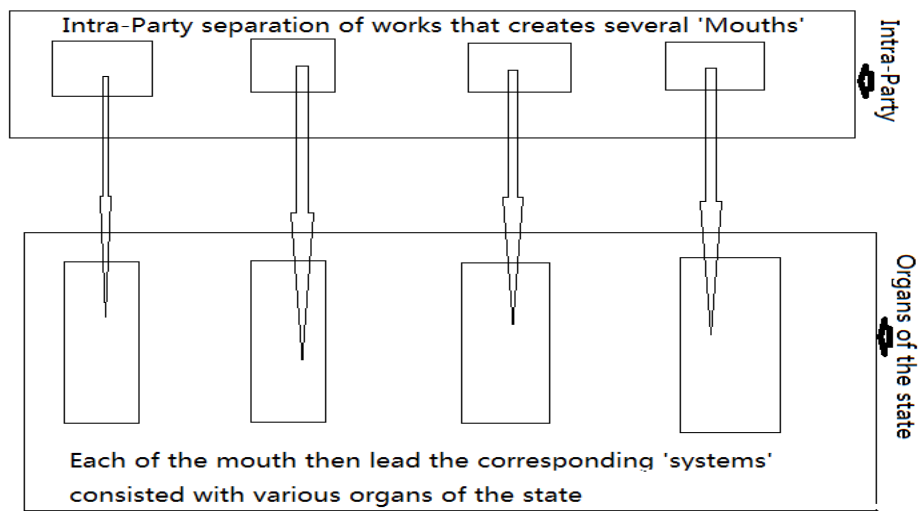 Intra-Party separation of works that creates several 'Mouths'
Intra-Party
Organs of the state
Each of the mouth then lead the corresponding 'systems'
consisted with various organs of the state